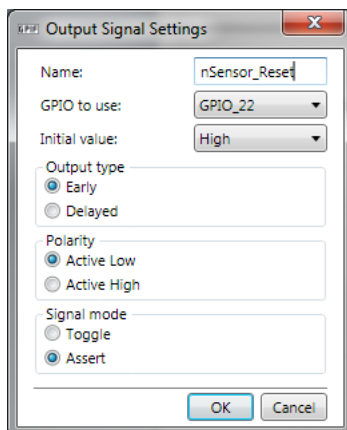 GPIF Output Signal Settings
Name: nSensor_Reset
GPIO to use: GPIO_22
Initial value: High
Output type
Early
Delayed
Polarity
Active Low
Active High
Signal mode
Toggle
Assert
OK Cancel